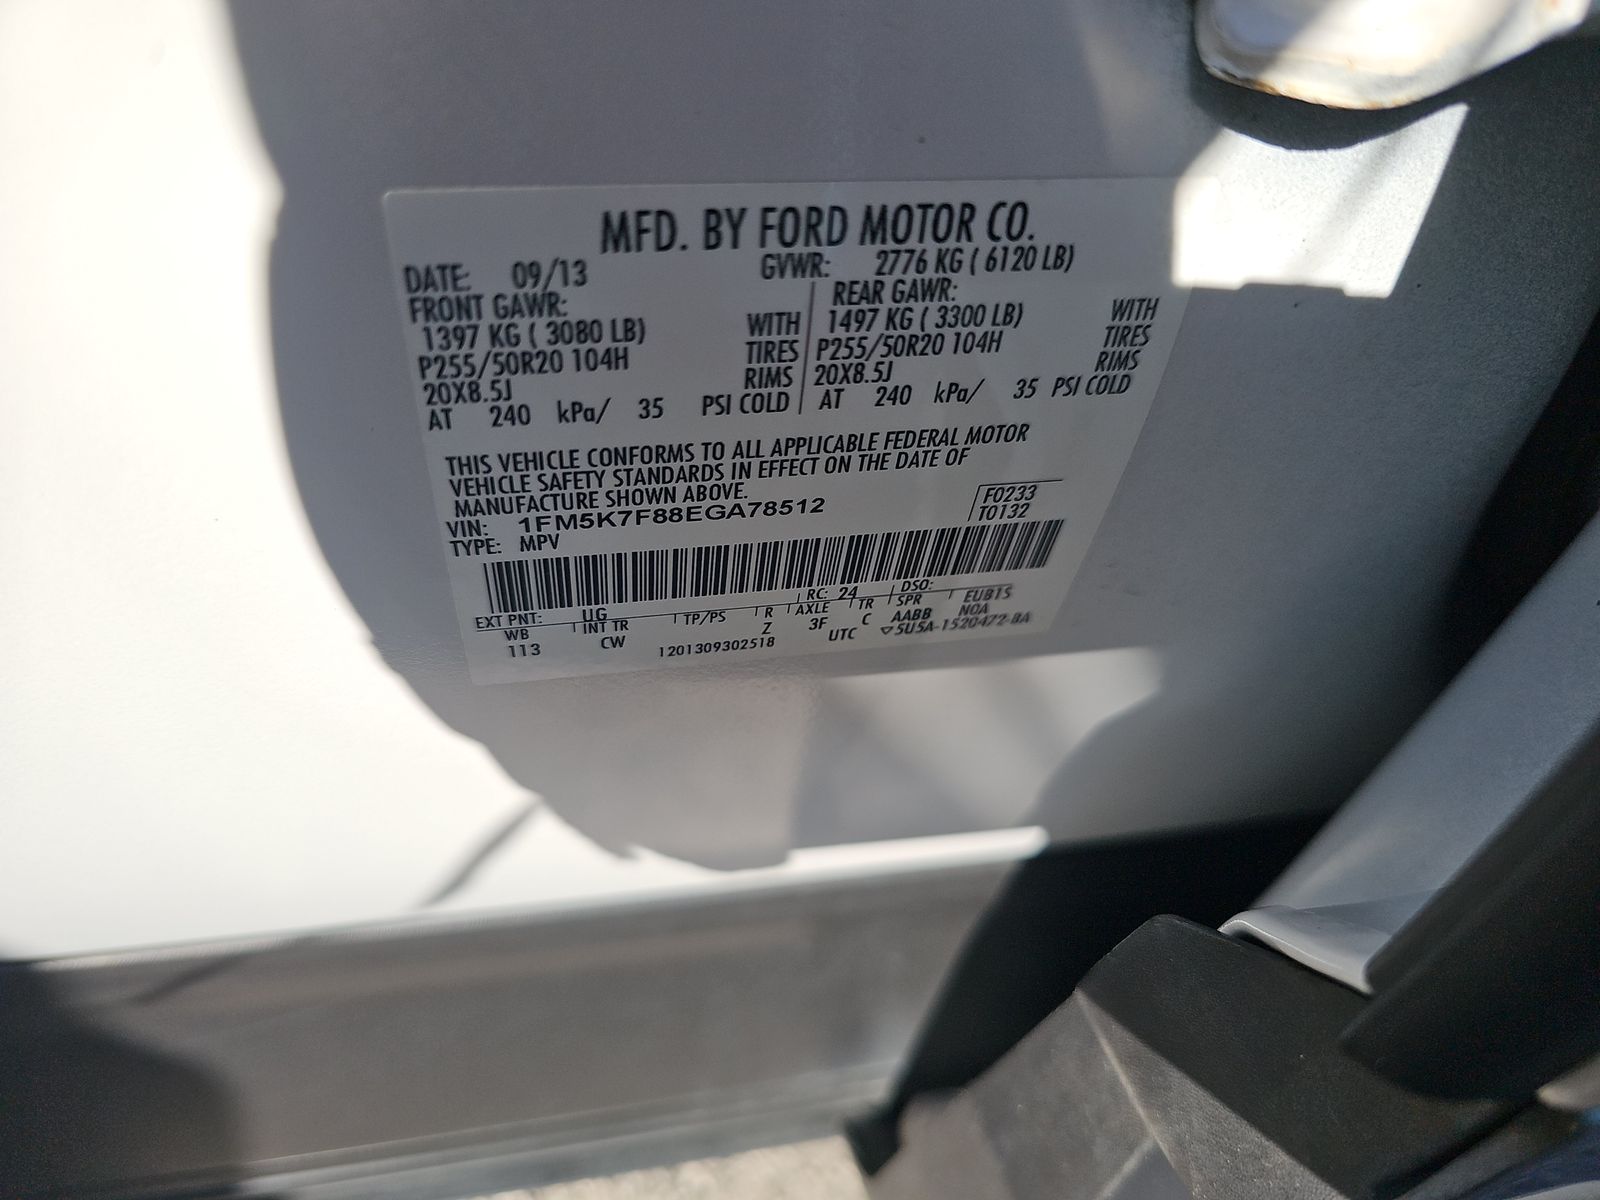 MFD. BY FORD MOTOR CO.
DATE: 09/13 GVWR: 2776 KG ( 6120 LB)
FRONT GAWR: REAR GAWR:
1397 KG ( 3080 LB) WITH 1497 KG ( 3300 LB) WITH
P255/50R20 104H TIRES P255/50R20 104H TIRES
20X8.5J RIMS 20X8.5J RIMS
AT 240 kPa/ 35 PSI COLD AT 240 kPa/ 35 PSI COLD
THIS VEHICLE CONFORMS TO ALL APPLICABLE FEDERAL MOTOR
VEHICLE SAFETY STANDARDS IN EFFECT ON THE DATE OF
MANUFACTURE SHOWN ABOVE.
VIN: 1FM5K7F88EGA78512 F0233
TYPE: MPV T0132
EXT PNT: UG RC: 24 DSO:
WB INT TR TP/PS R AXLE TR SPR EUB15
113 CW Z 3F C AABB NOA
1201309302518 UTC ▽5U5A-1520472-BA